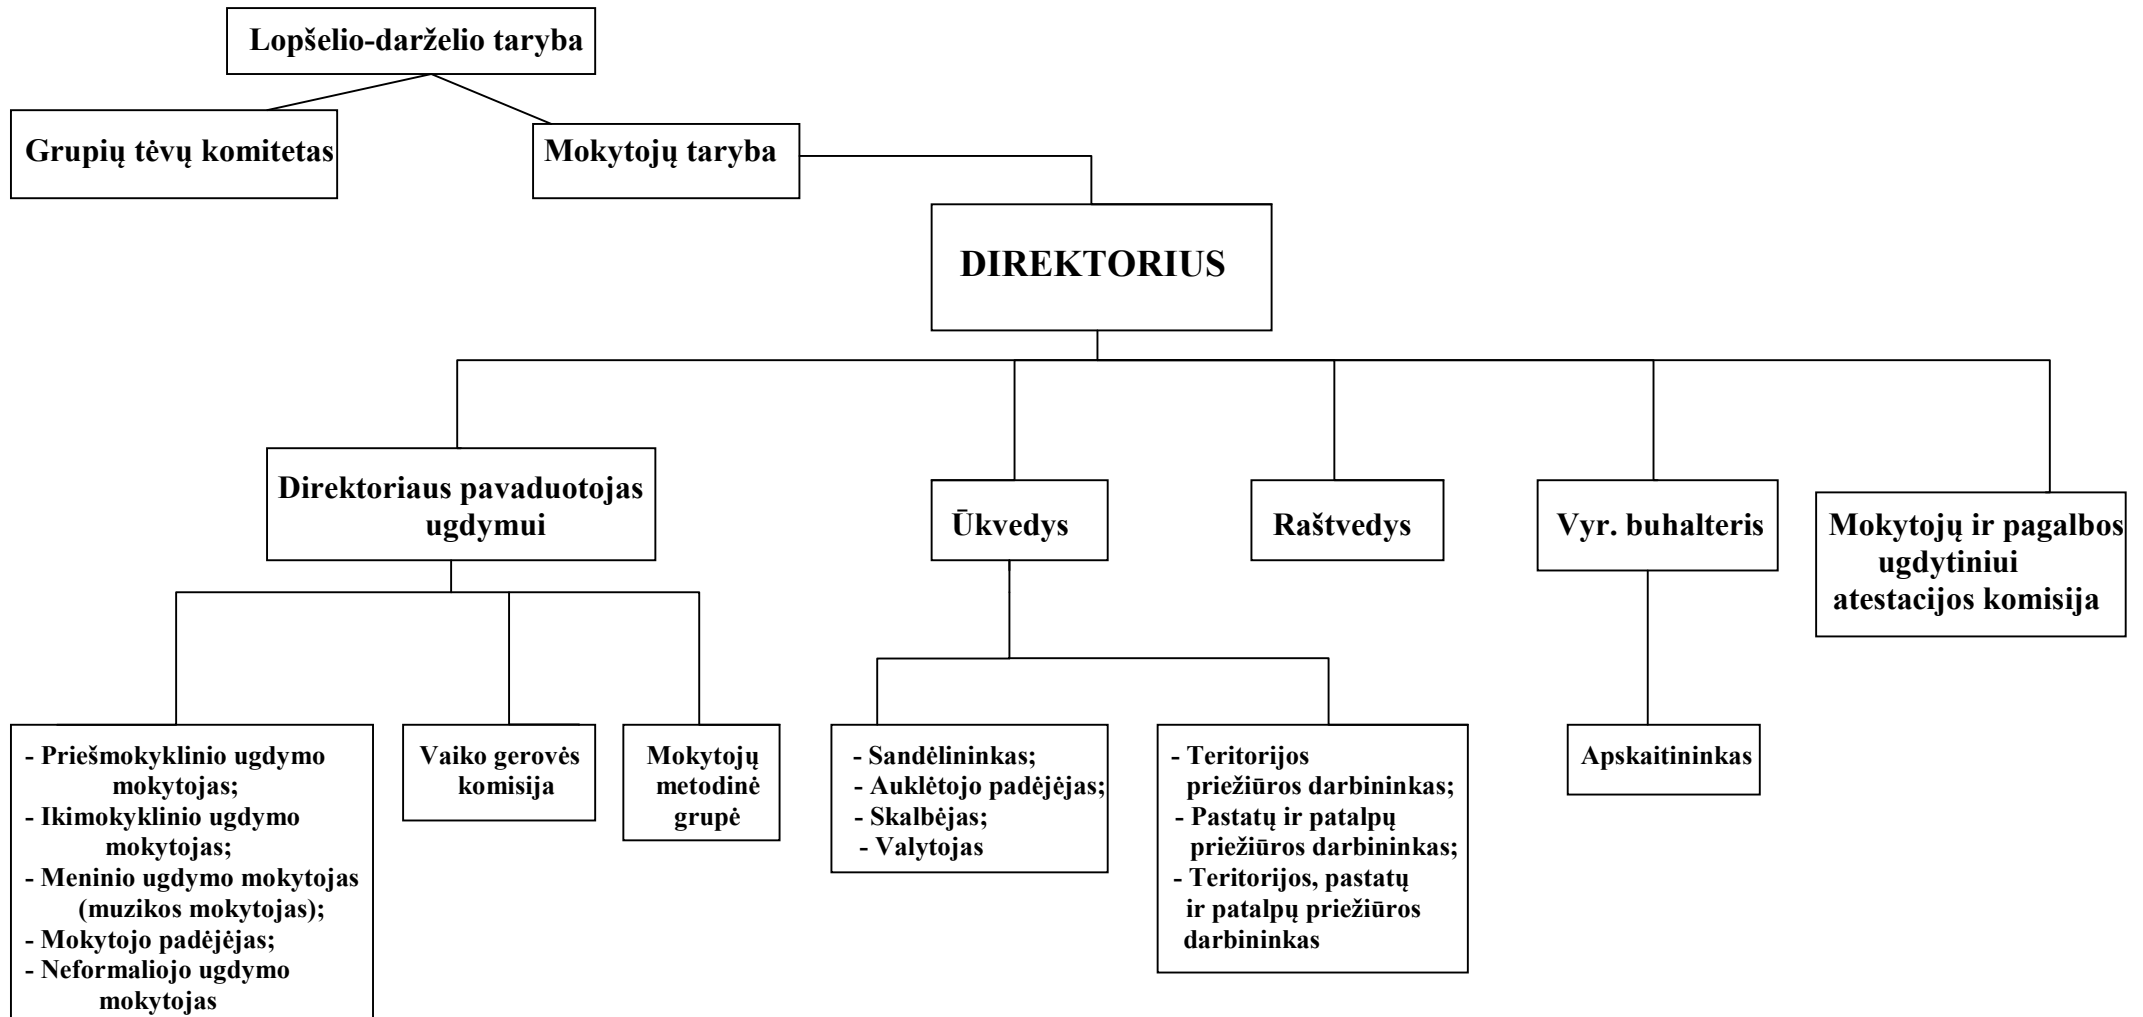 Lopšelio-darželio taryba
Grupių tėvų komitetas
Mokytojų taryba
DIREKTORIUS
Direktoriaus pavaduotojas
ugdymui
Ūkvedys
Raštvedys
Vyr. buhalteris
Mokytojų ir pagalbos
ugdytiniui
atestacijos komisija
- Priešmokyklinio ugdymo
mokytojas;
- Ikimokyklinio ugdymo
mokytojas;
- Meninio ugdymo mokytojas
(muzikos mokytojas);
- Mokytojo padėjėjas;
- Neformaliojo ugdymo
mokytojas
Vaiko gerovės
komisija
Mokytojų
metodinė
grupė
- Sandėlininkas;
- Auklėtojo padėjėjas;
- Skalbėjas;
- Valytojas
- Teritorijos
priežiūros darbininkas;
- Pastatų ir patalpų
priežiūros darbininkas;
- Teritorijos, pastatų
ir patalpų priežiūros
darbininkas
Apskaitininkas